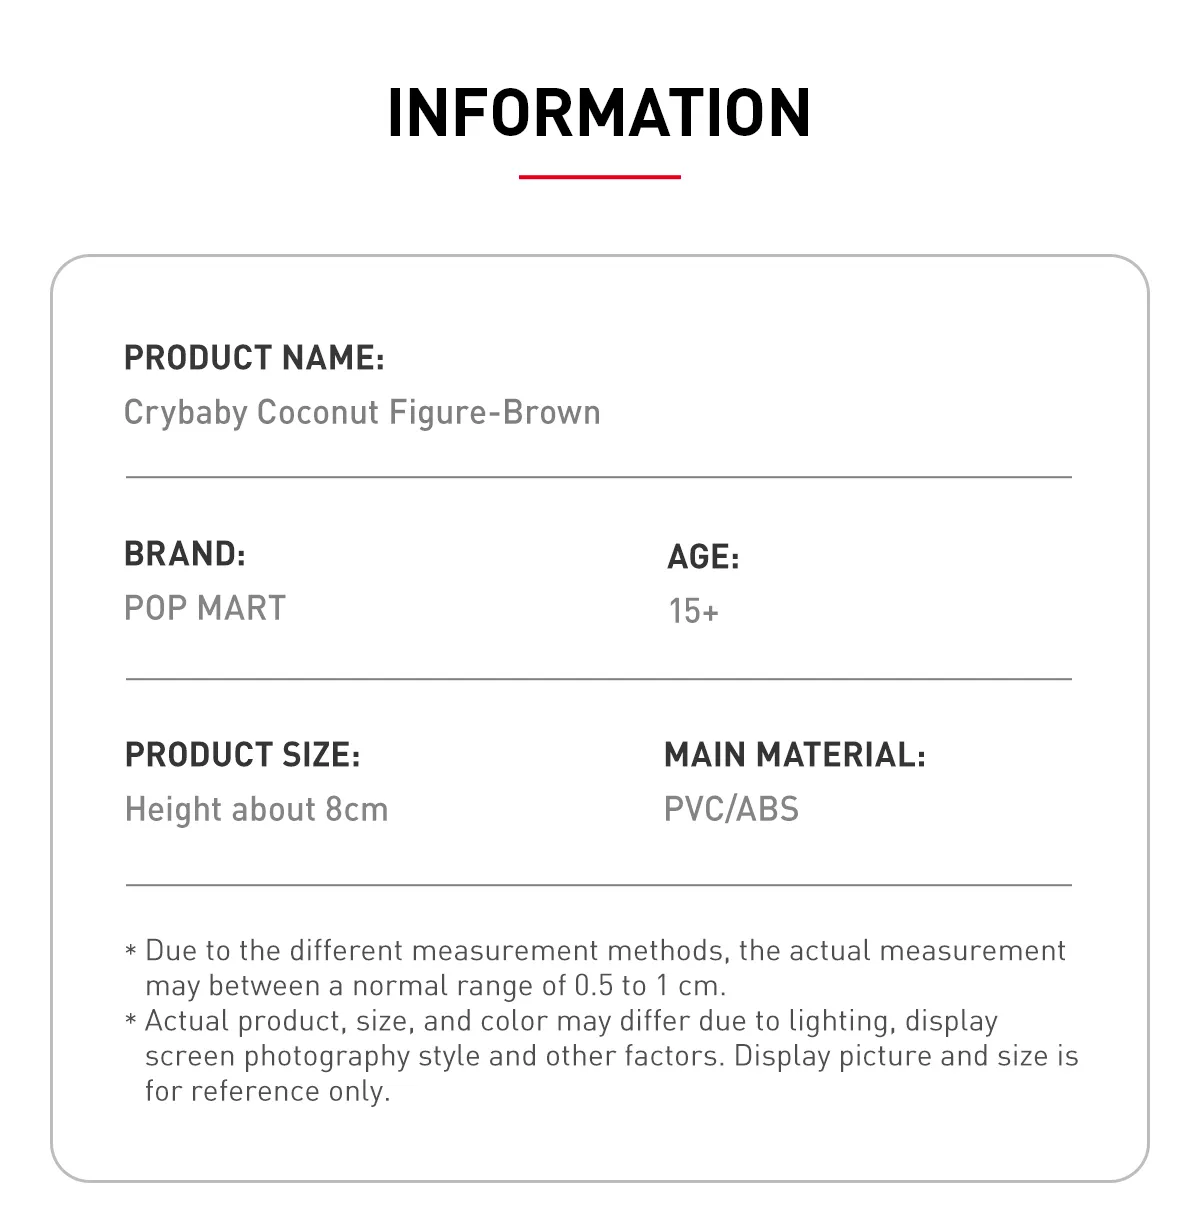 INFORMATION
PRODUCT NAME:
Crybaby Coconut Figure-Brown
BRAND:
POP MART
AGE:
15+
PRODUCT SIZE:
Height about 8cm
MAIN MATERIAL:
PVC/ABS
* Due to the different measurement methods, the actual measurement
may between a normal range of 0.5 to 1 cm.
* Actual product, size, and color may differ due to lighting, display
screen photography style and other factors. Display picture and size is
for reference only.